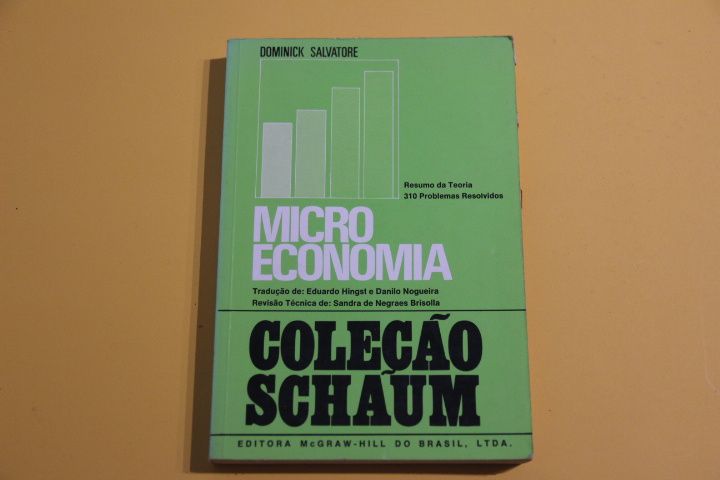 DOMINICK SALVATORE
Resumo da Teoria
310 Problemas Resolvidos
MICRO
ECONOMIA
Tradução de: Eduardo Hingst e Danilo Nogueira
Revisão Técnica de: Sandra de Negraes Brisolla
COLEÇÃO
SCHAUM
EDITORA McGRAW-HILL DO BRASIL, LTDA.